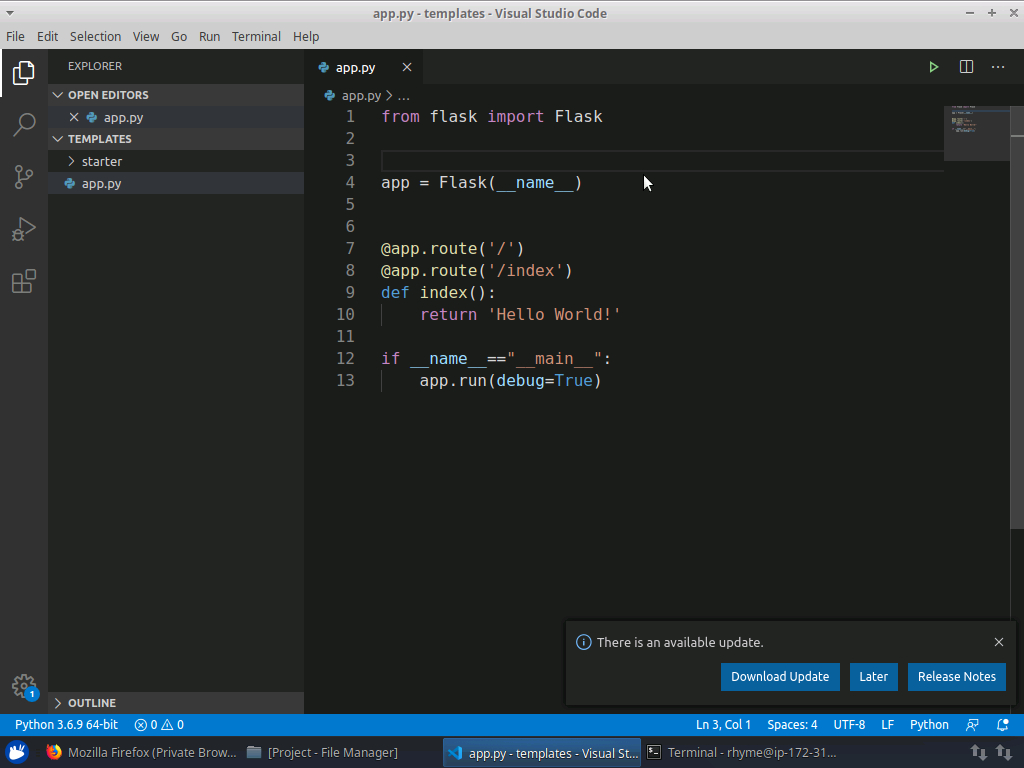 app.py - templates - Visual Studio Code
File Edit Selection View Go Run Terminal Help
EXPLORER
OPEN EDITORS
app.py
TEMPLATES
starter
app.py
OUTLINE
app.py
app.py > ...
1 from flask import Flask
2
3
4 app = Flask(__name__)
5
6
7 @app.route('/')
8 @app.route('/index')
9 def index():
10     return 'Hello World!'
11
12 if __name__=="__main__":
13     app.run(debug=True)
There is an available update.
Download Update Later Release Notes
1
Python 3.6.9 64-bit 0 0 Ln 3, Col 1 Spaces: 4 UTF-8 LF Python
Mozilla Firefox (Private Brow... [Project - File Manager] app.py - templates - Visual St... Terminal - rhyme@ip-172-31...